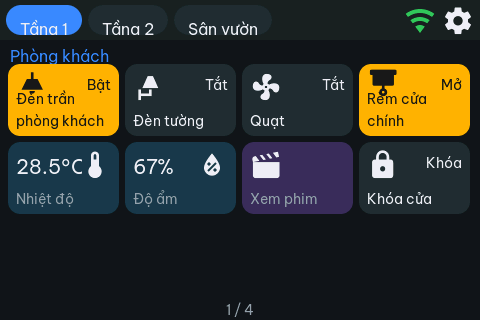 Tầng 1 Tầng 2 Sân vườn
Phòng khách
Bật Tắt Tắt Mở
Đèn trần phòng khách Đèn tường Quạt Rèm cửa chính
28.5°C 67% Khóa
Nhiệt độ Độ ẩm Xem phim Khóa cửa
1 / 4